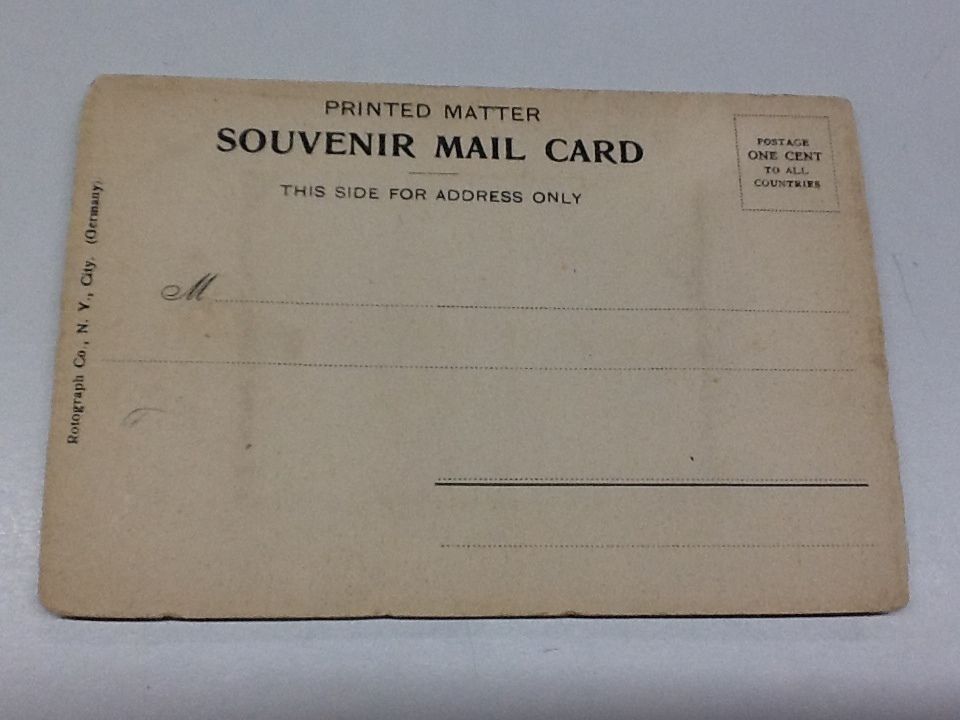 PRINTED MATTER
SOUVENIR MAIL CARD
THIS SIDE FOR ADDRESS ONLY
POSTAGE
ONE CENT
TO ALL
COUNTRIES
M
Rotograph Co., N. Y., City. (Germany)